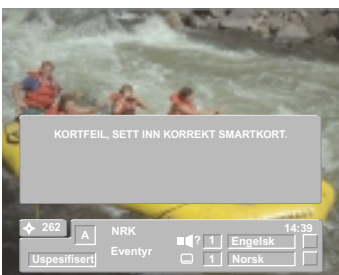 KORTFEIL, SETT INN KORREKT SMARTKORT.
262 A NRK 14:39
? 1 Engelsk
Uspesifisert Eventyr 1 Norsk